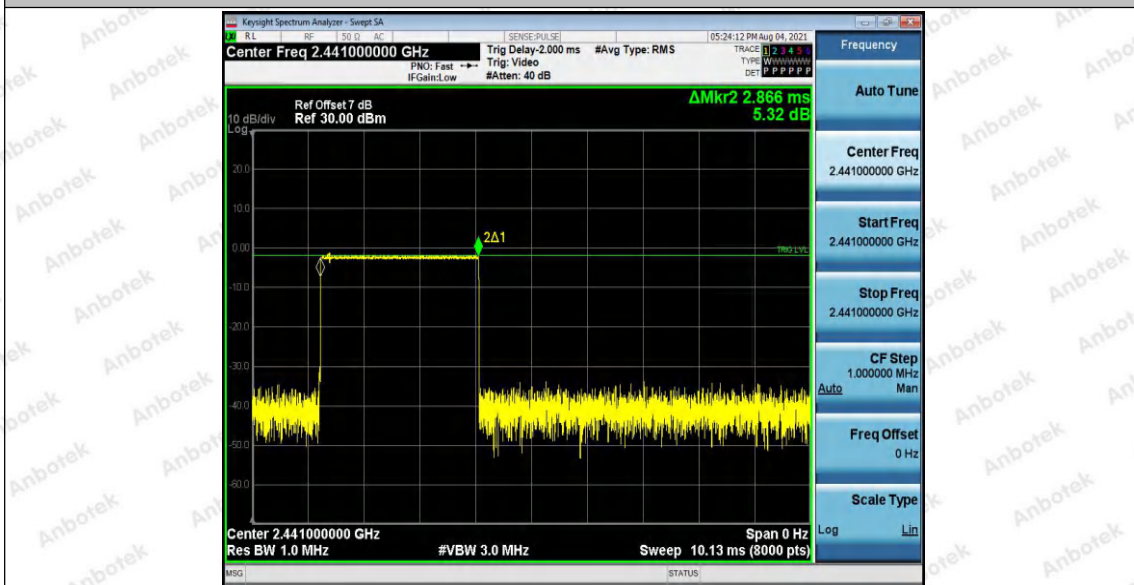 Keysight Spectrum Analyzer - Swept SA
RL RF 50 Ω AC SENSE:PULSE 05:24:12 PM Aug 04, 2021
Center Freq 2.441000000 GHz
PNO: Fast
IFGain:Low
Trig Delay-2.000 ms
Trig: Video
#Atten: 40 dB
#Avg Type: RMS
TRACE 1 2 3 4 5 6
TYPE WWWWWW
DET P P P P P P
ΔMkr2 2.866 ms
5.32 dB
Ref Offset 7 dB
10 dB/div Ref 30.00 dBm
Log
20.0
10.0
0.00
-10.0
-20.0
-30.0
-40.0
-50.0
-60.0
2Δ1
TRIG LVL
Center 2.441000000 GHz Span 0 Hz
Res BW 1.0 MHz #VBW 3.0 MHz Sweep 10.13 ms (8000 pts)
MSG STATUS
Frequency
Auto Tune
Center Freq
2.441000000 GHz
Start Freq
2.441000000 GHz
Stop Freq
2.441000000 GHz
CF Step
1.000000 MHz
Auto Man
Freq Offset
0 Hz
Scale Type
Log Lin
Anbotek